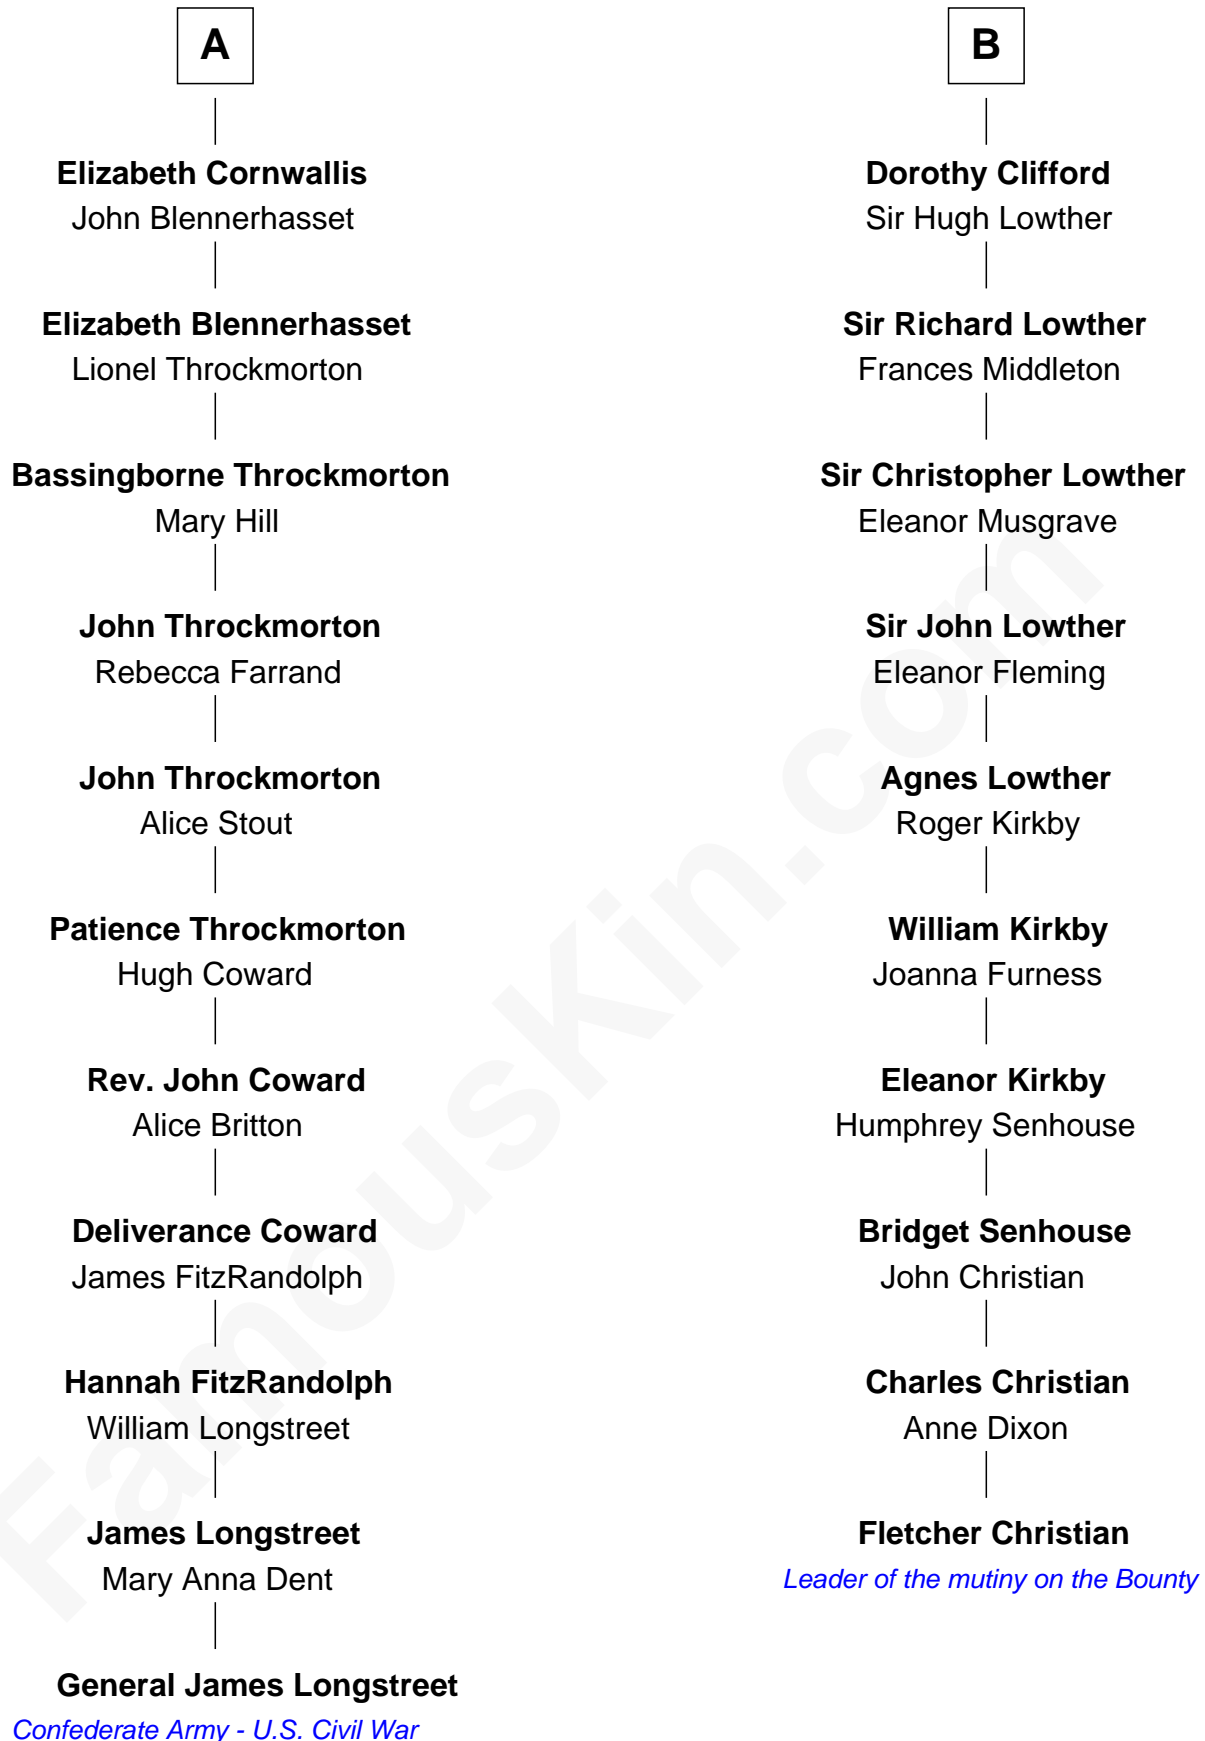 A
Elizabeth Cornwallis
John Blennerhasset
Elizabeth Blennerhasset
Lionel Throckmorton
Bassingborne Throckmorton
Mary Hill
John Throckmorton
Rebecca Farrand
John Throckmorton
Alice Stout
Patience Throckmorton
Hugh Coward
Rev. John Coward
Alice Britton
Deliverance Coward
James FitzRandolph
Hannah FitzRandolph
William Longstreet
James Longstreet
Mary Anna Dent
General James Longstreet
Confederate Army - U.S. Civil War
B
Dorothy Clifford
Sir Hugh Lowther
Sir Richard Lowther
Frances Middleton
Sir Christopher Lowther
Eleanor Musgrave
Sir John Lowther
Eleanor Fleming
Agnes Lowther
Roger Kirkby
William Kirkby
Joanna Furness
Eleanor Kirkby
Humphrey Senhouse
Bridget Senhouse
John Christian
Charles Christian
Anne Dixon
Fletcher Christian
Leader of the mutiny on the Bounty
FamousKin.com